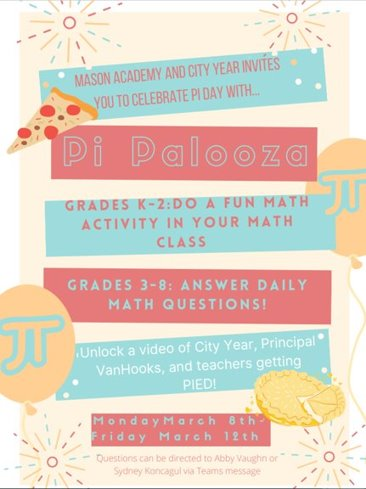 MASON ACADEMY AND CITY YEAR INVITES
YOU TO CELEBRATE PI DAY WITH...
Pi Palooza
GRADES K-2:DO A FUN MATH
ACTIVITY IN YOUR MATH
CLASS
GRADES 3-8: ANSWER DAILY
MATH QUESTIONS!
Unlock a video of City Year, Principal
VanHooks, and teachers getting
PIED!
MondayMarch 8th-
Friday March 12th
Questions can be directed to Abby Vaughn or
Sydney Koncagul via Teams message
π
π